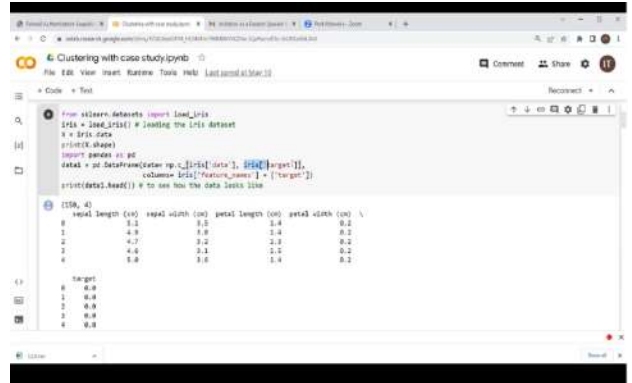 Clustering with case study.ipynb
File Edit View Insert Runtime Tools Help Last saved at May 10
Comment Share
+ Code + Text
Reconnect
from sklearn.datasets import load_iris
iris = load_iris() # loading the iris dataset
X = iris.data
print(X.shape)
import pandas as pd
data1 = pd.DataFrame(data= np.c_[iris['data'], iris['target']],
columns= iris['feature_names'] + ['target'])
print(data1.head()) # to see how the data looks like
(150, 4)
sepal length (cm) sepal width (cm) petal length (cm) petal width (cm) \
0 5.1 3.5 1.4 0.2
1 4.9 3.0 1.4 0.2
2 4.7 3.2 1.3 0.2
3 4.6 3.1 1.5 0.2
4 5.0 3.6 1.4 0.2
target
0 0.0
1 0.0
2 0.0
3 0.0
4 0.0